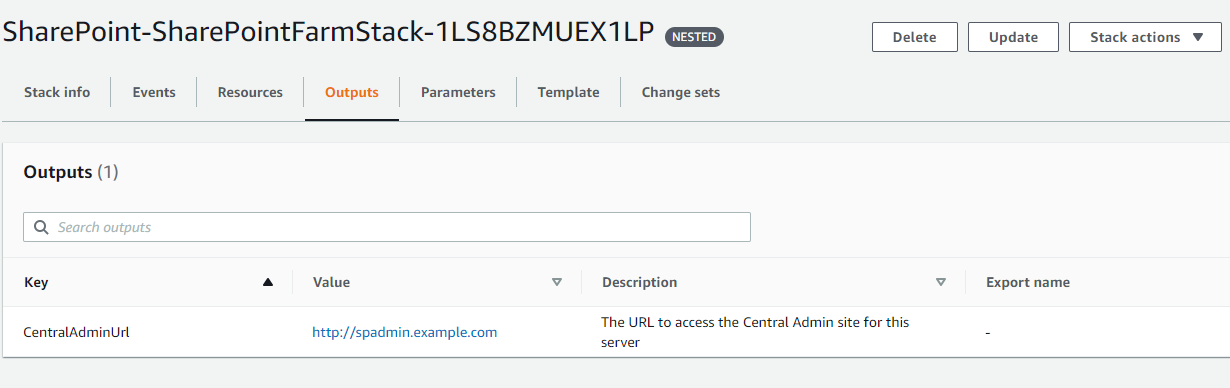 SharePoint-SharePointFarmStack-1LS8BZMUEX1LP NESTED Delete Update Stack actions
Stack info Events Resources Outputs Parameters Template Change sets
Outputs (1)
Search outputs
Key Value Description Export name
CentralAdminUrl http://spadmin.example.com The URL to access the Central Admin site for this server -